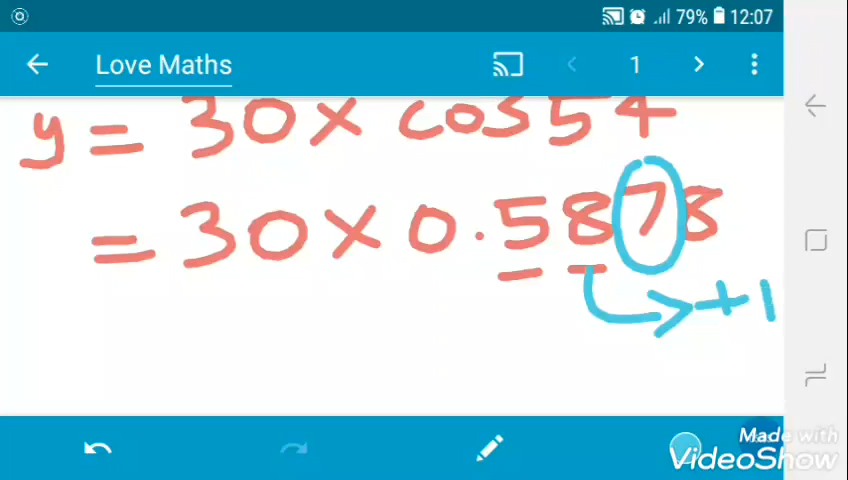 79% 12:07
Love Maths 1
y = 30 × cos54
= 30 × 0.5878
+1
Made with
VideoShow